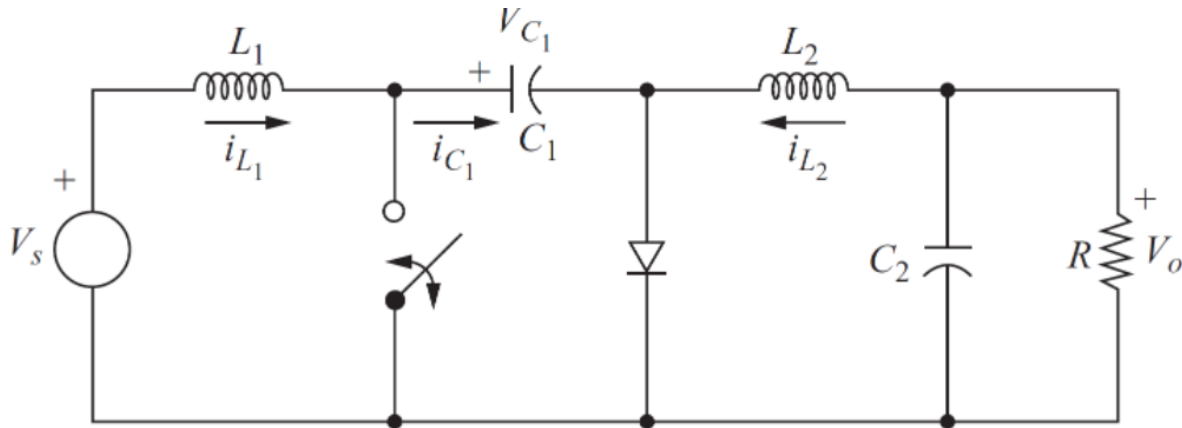 V_{C_1}
L_1
L_2
+
i_{L_1}
i_{C_1}
C_1
i_{L_2}
+
+
V_s
C_2
R
V_o